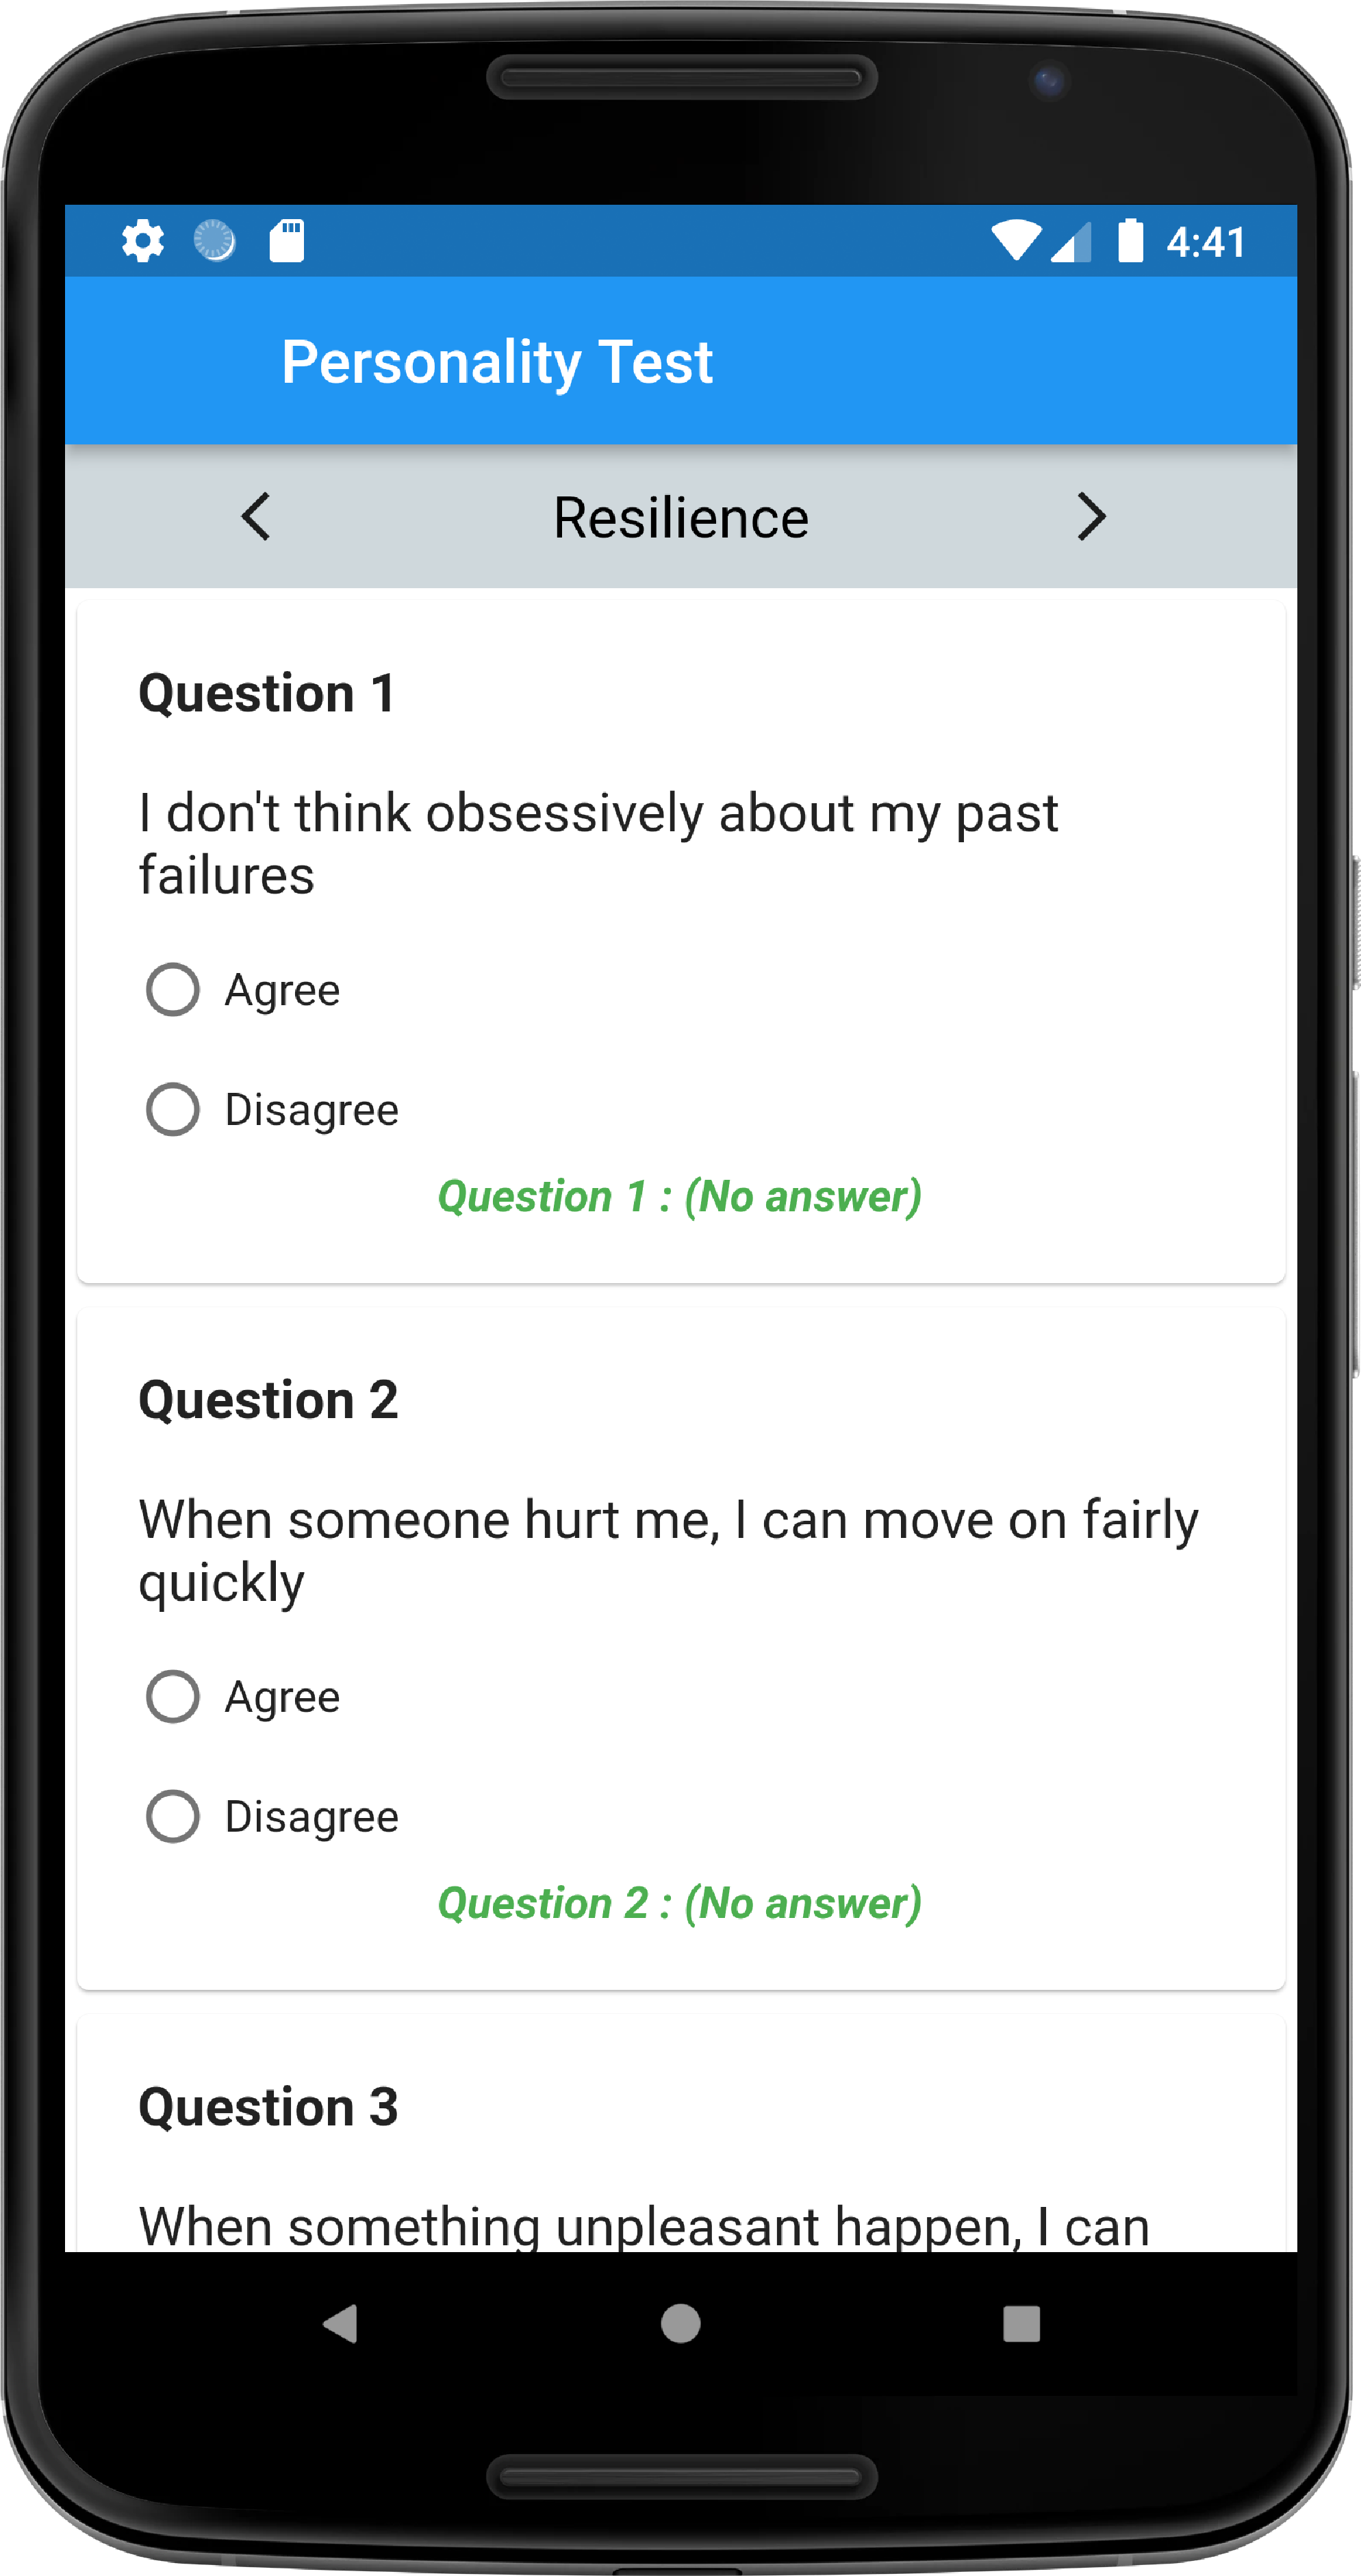 4:41
Personality Test
Resilience
Question 1
I don't think obsessively about my past
failures
Agree
Disagree
Question 1 : (No answer)
Question 2
When someone hurt me, I can move on fairly
quickly
Agree
Disagree
Question 2 : (No answer)
Question 3
When something unpleasant happen, I can